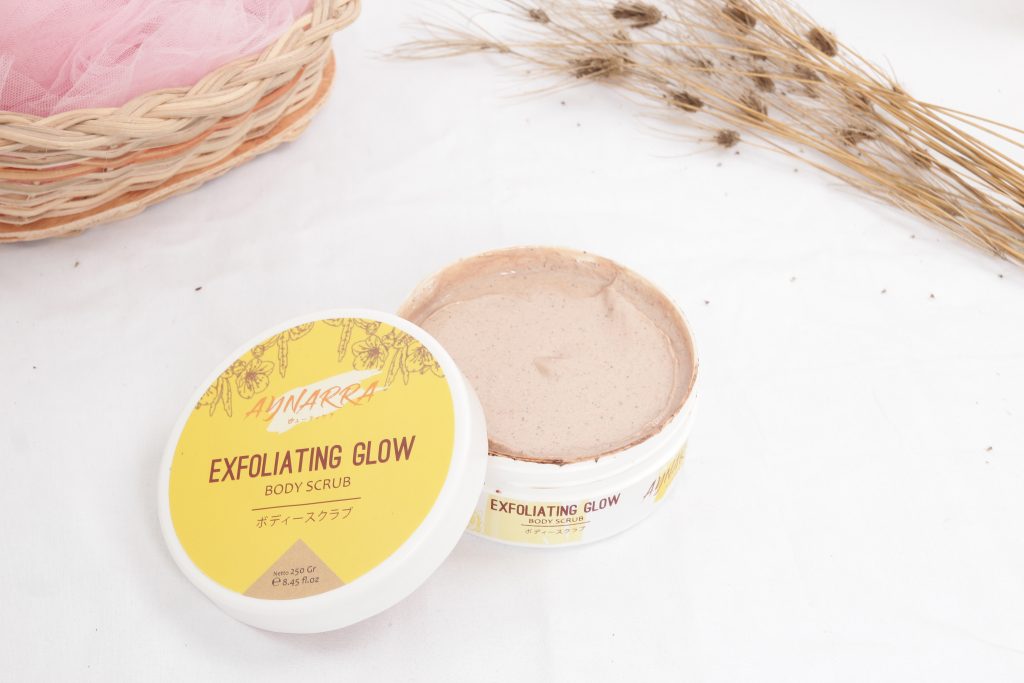 AYNARRA
EXFOLIATING GLOW
BODY SCRUB
ボディースクラブ
Netto 250 Gr
℮ 8.45 fl.oz
EXFOLIATING GLOW
BODY SCRUB
ボディースクラブ